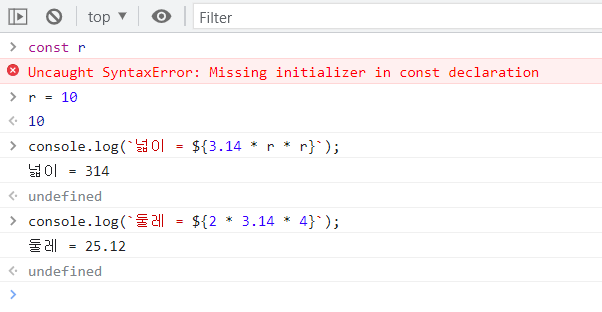 top ▼ Filter
> const r
Uncaught SyntaxError: Missing initializer in const declaration
> r = 10
<· 10
> console.log(`넓이 = ${3.14 * r * r}`);
넓이 = 314
<· undefined
> console.log(`둘레 = ${2 * 3.14 * 4}`);
둘레 = 25.12
<· undefined
>